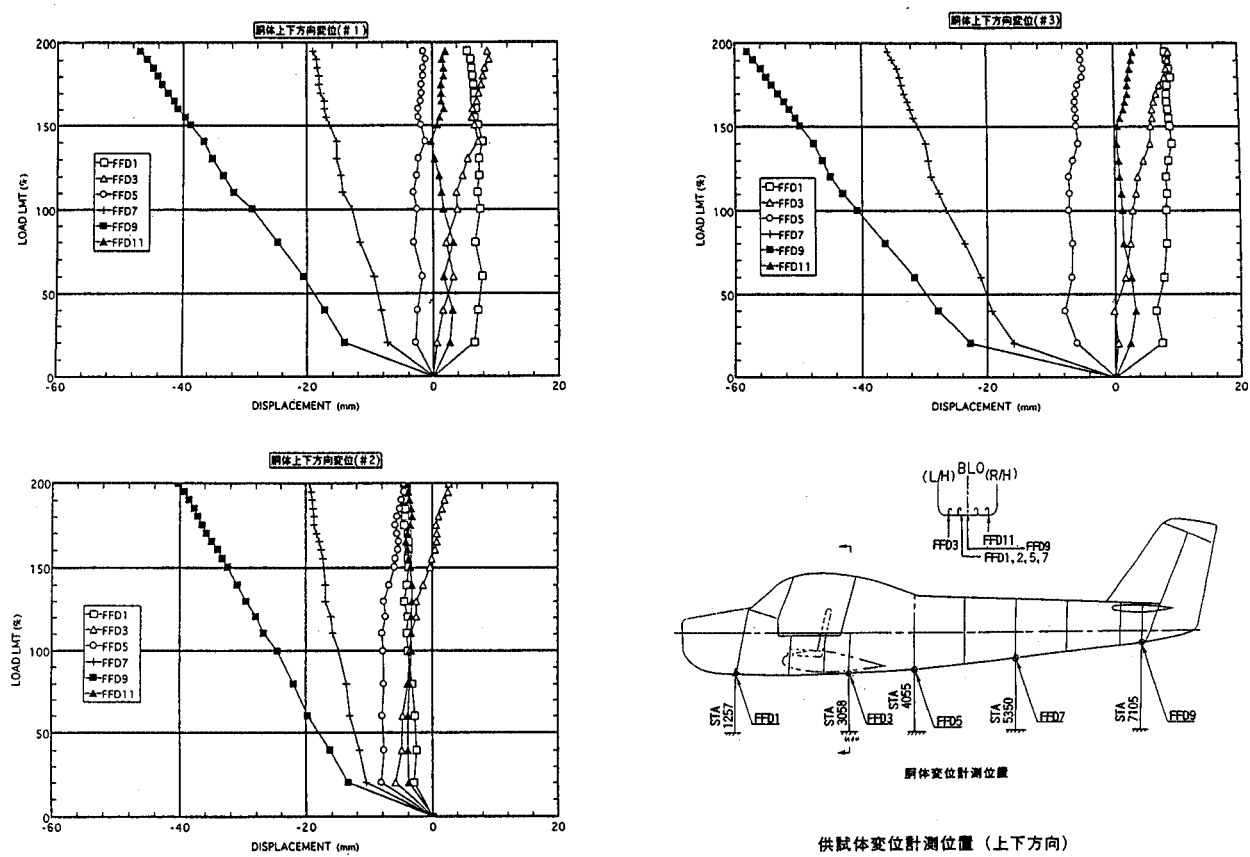 胴体上下方向変位(#1)
200
150
100
50
0
LOAD LMT (%)
FFD1
FFD3
FFD5
FFD7
FFD9
FFD11
-60
-40
-20
0
20
DISPLACEMENT (mm)
胴体上下方向変位(#3)
200
150
100
50
0
LOAD LMT (%)
FFD1
FFD3
FFD5
FFD7
FFD9
FFD11
-60
-40
-20
0
20
DISPLACEMENT (mm)
胴体上下方向変位(#2)
200
150
100
50
0
LOAD LMT (%)
FFD1
FFD3
FFD5
FFD7
FFD9
FFD11
-60
-40
-20
0
20
DISPLACEMENT (mm)
(L/H) BLO (R/H)
FFD3
FFD11
FFD9
FFD1,2,5,7
STA 1257
FFD1
STA 3058
FFD3
STA 4055
FFD5
STA 5350
FFD7
STA 7105
FFD9
胴体変位計測位置
供試体変位計測位置 (上下方向)